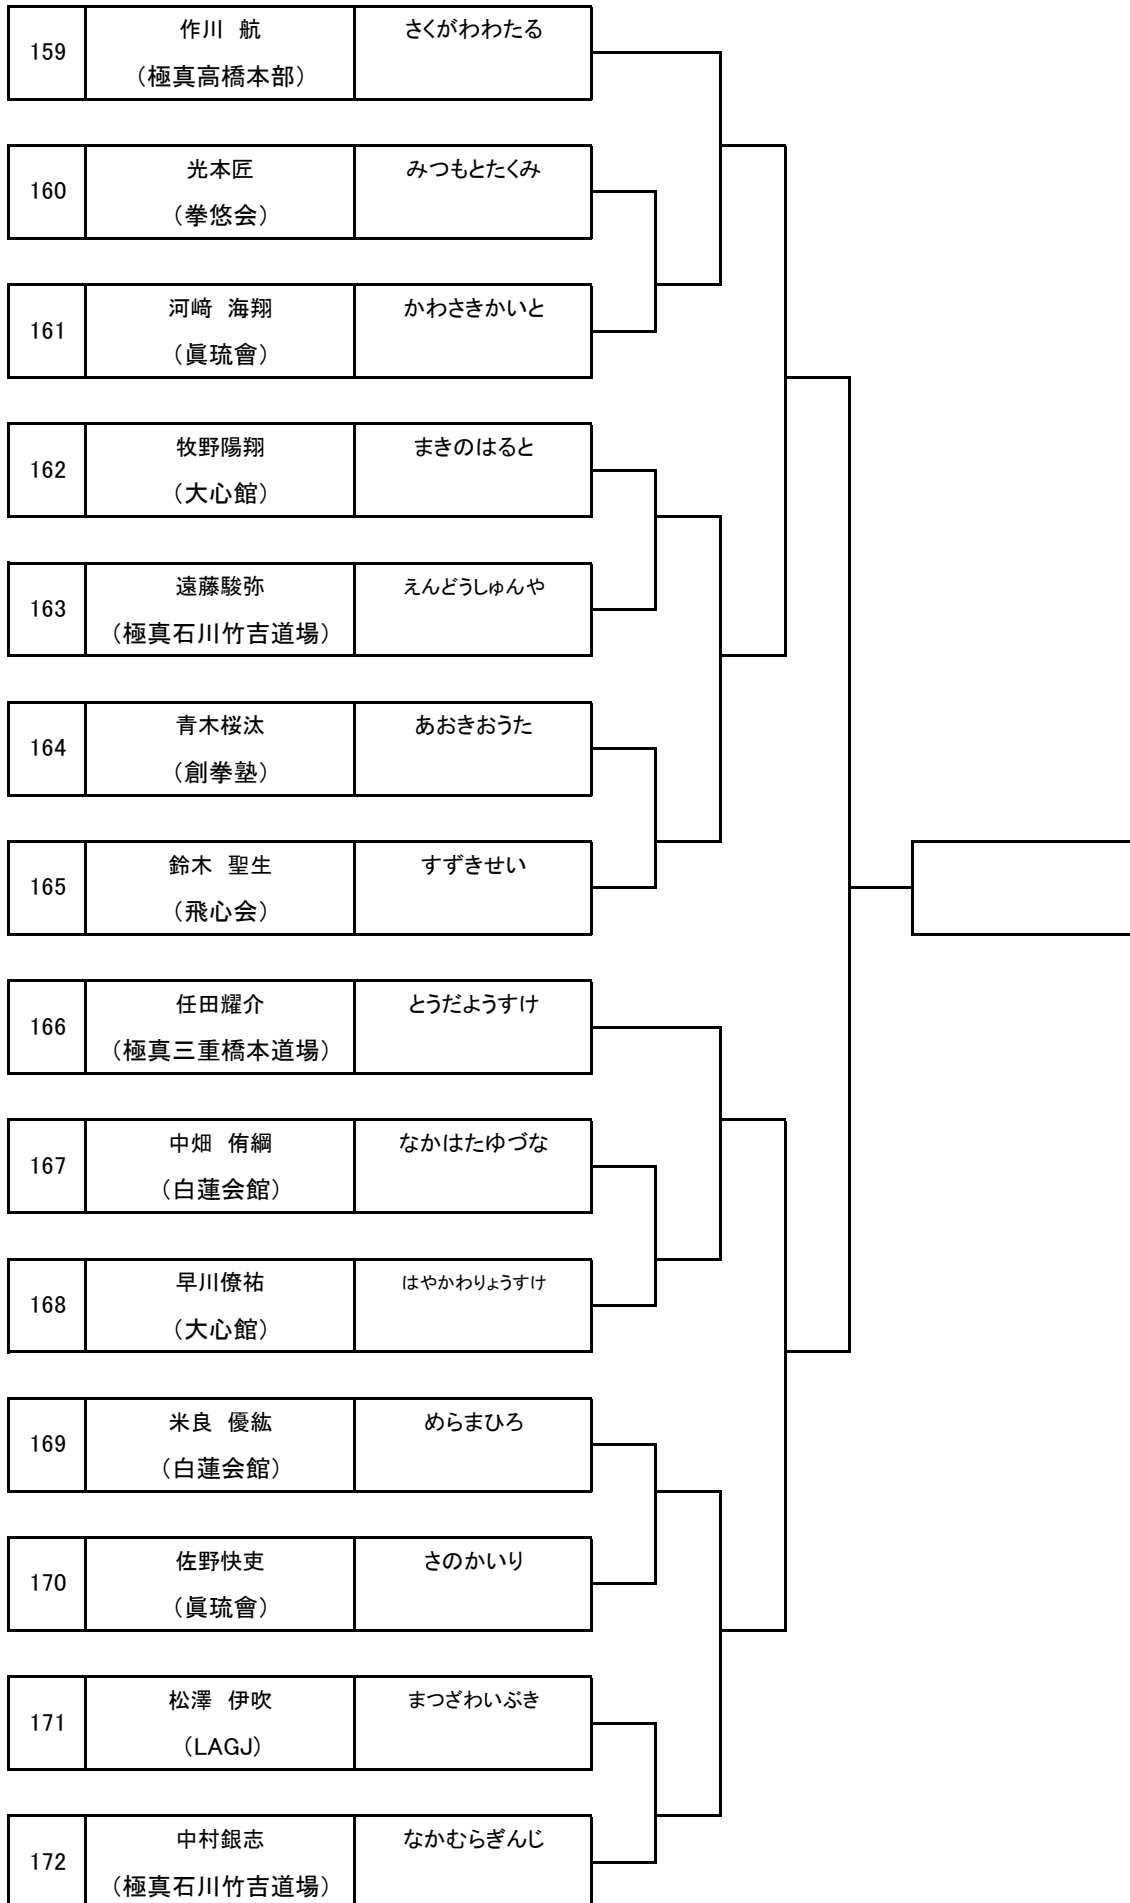 159
作川　航
さくがわわたる
（極真高橋本部）
160
光本匠
みつもとたくみ
（拳悠会）
161
河﨑　海翔
かわさきかいと
（眞琉會）
162
牧野陽翔
まきのはると
（大心館）
163
遠藤駿弥
えんどうしゅんや
（極真石川竹吉道場）
164
青木桜汰
あおきおうた
（創拳塾）
165
鈴木　聖生
すずきせい
（飛心会）
166
任田耀介
とうだようすけ
（極真三重橋本道場）
167
中畑　侑綱
なかはたゆづな
（白蓮会館）
168
早川僚祐
はやかわりょうすけ
（大心館）
169
米良　優紘
めらまひろ
（白蓮会館）
170
佐野快吏
さのかいり
（眞琉會）
171
松澤　伊吹
まつざわいぶき
（LAGJ）
172
中村銀志
なかむらぎんじ
（極真石川竹吉道場）